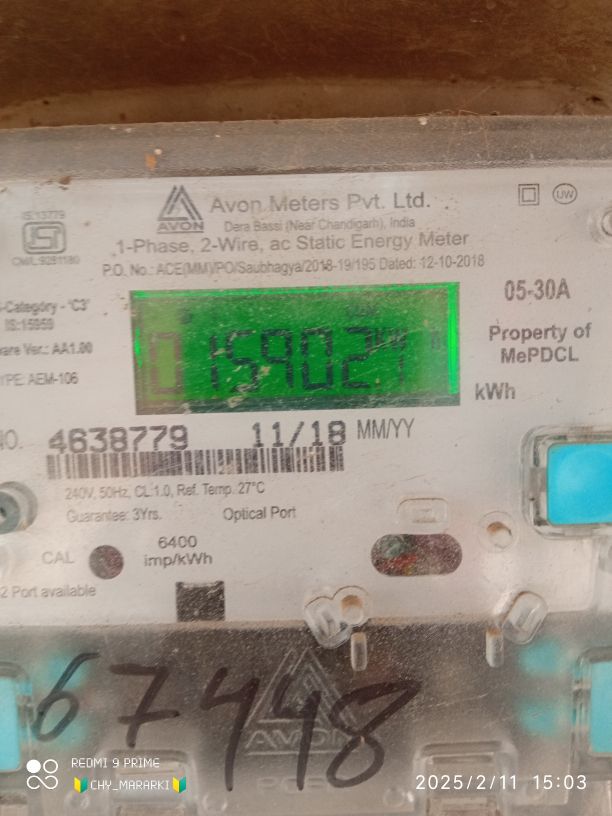 Avon Meters Pvt. Ltd.
AVON
Dera Bassi (Near Chandigarh), India
1-Phase, 2-Wire, ac Static Energy Meter
P.O. No.: ACE(MM)/PO/Saubhagya/2018-19/195 Dated: 12-10-2018
IS:13779
CM/L-9281180
UW
-Category - 'C3'
IS:15959
are Ver.: AA1.00
YPE: AEM-106
05-30A
Property of
MePDCL
kWh
NO. 4638779 11/18 MM/YY
240V, 50Hz, CL.1.0, Ref. Temp. 27°C
Guarantee: 3Yrs. Optical Port
CAL 6400
imp/kWh
2 Port available
67448
AVON
REDMI 9 PRIME
CHY_MARARKI
2025/2/11 15:03